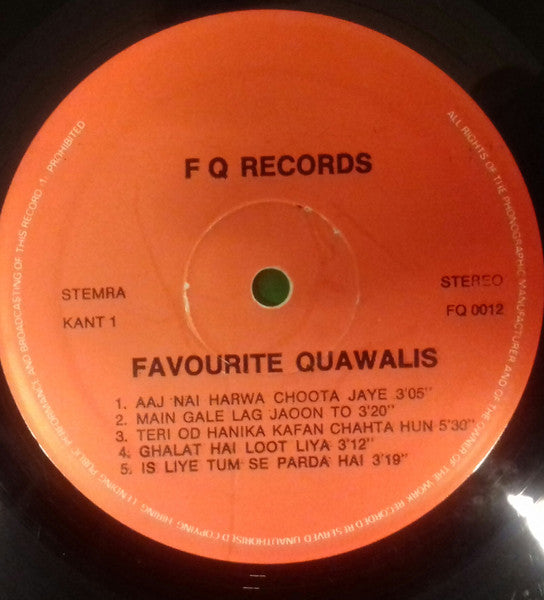 F Q RECORDS
STEMRA
STEREO
KANT 1
FQ 0012
FAVOURITE QUAWALIS
1. AAJ NAI HARWA CHOOTA JAYE 3'05"
2. MAIN GALE LAG JAOON TO 3'20"
3. TERI OD HANIKA KAFAN CHAHTA HUN 5'30"
4. GHALAT HAI LOOT LIYA 3'12"
5. IS LIYE TUM SE PARDA HAI 3'19"
ALL RIGHTS OF THE PHONOGRAPHIC MANUFACTURER AND OF THE OWNER OF THE WORK RECORDED RESERVED UNAUTHORISED COPYING HIRING LENDING PUBLIC PERFORMANCE AND BROADCASTING OF THIS RECORD 1. PROHIBITED